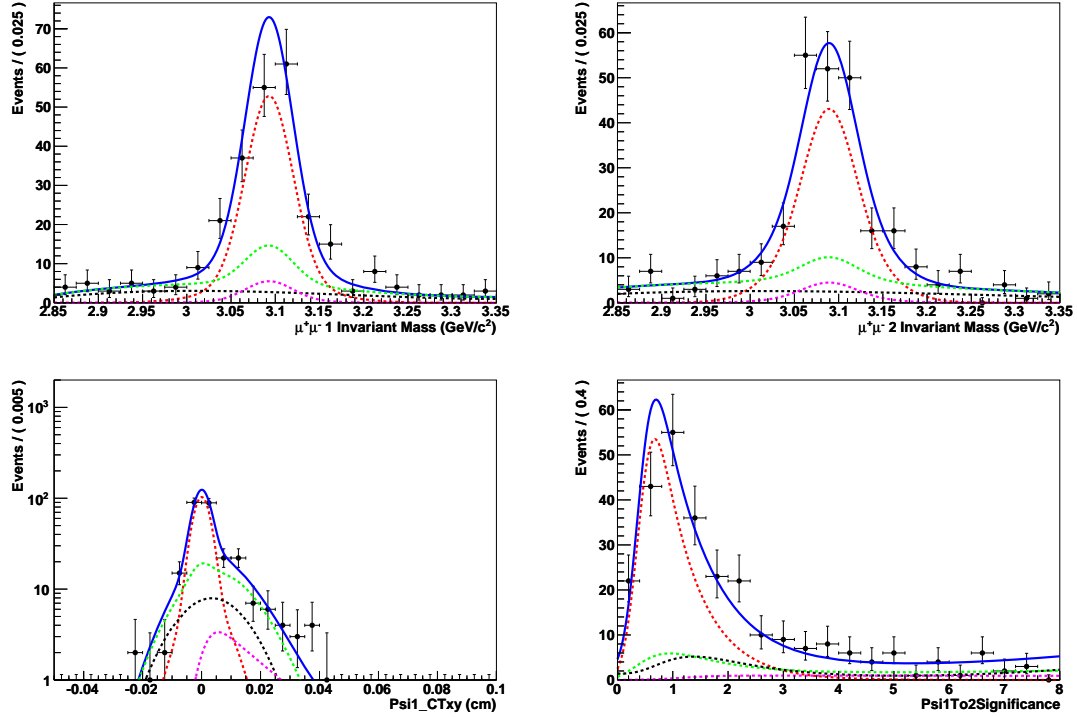 Events / ( 0.025 )
70
60
50
40
30
20
10
0
2.85 2.9 2.95 3 3.05 3.1 3.15 3.2 3.25 3.3 3.35
μ⁺μ⁻ 1 Invariant Mass (GeV/c²)
Events / ( 0.025 )
60
50
40
30
20
10
0
2.85 2.9 2.95 3 3.05 3.1 3.15 3.2 3.25 3.3 3.35
μ⁺μ⁻ 2 Invariant Mass (GeV/c²)
Events / ( 0.005 )
10³
10²
10
1
-0.04 -0.02 0 0.02 0.04 0.06 0.08 0.1
Psi1_CTxy (cm)
Events / ( 0.4 )
60
50
40
30
20
10
0
0 1 2 3 4 5 6 7 8
Psi1To2Significance